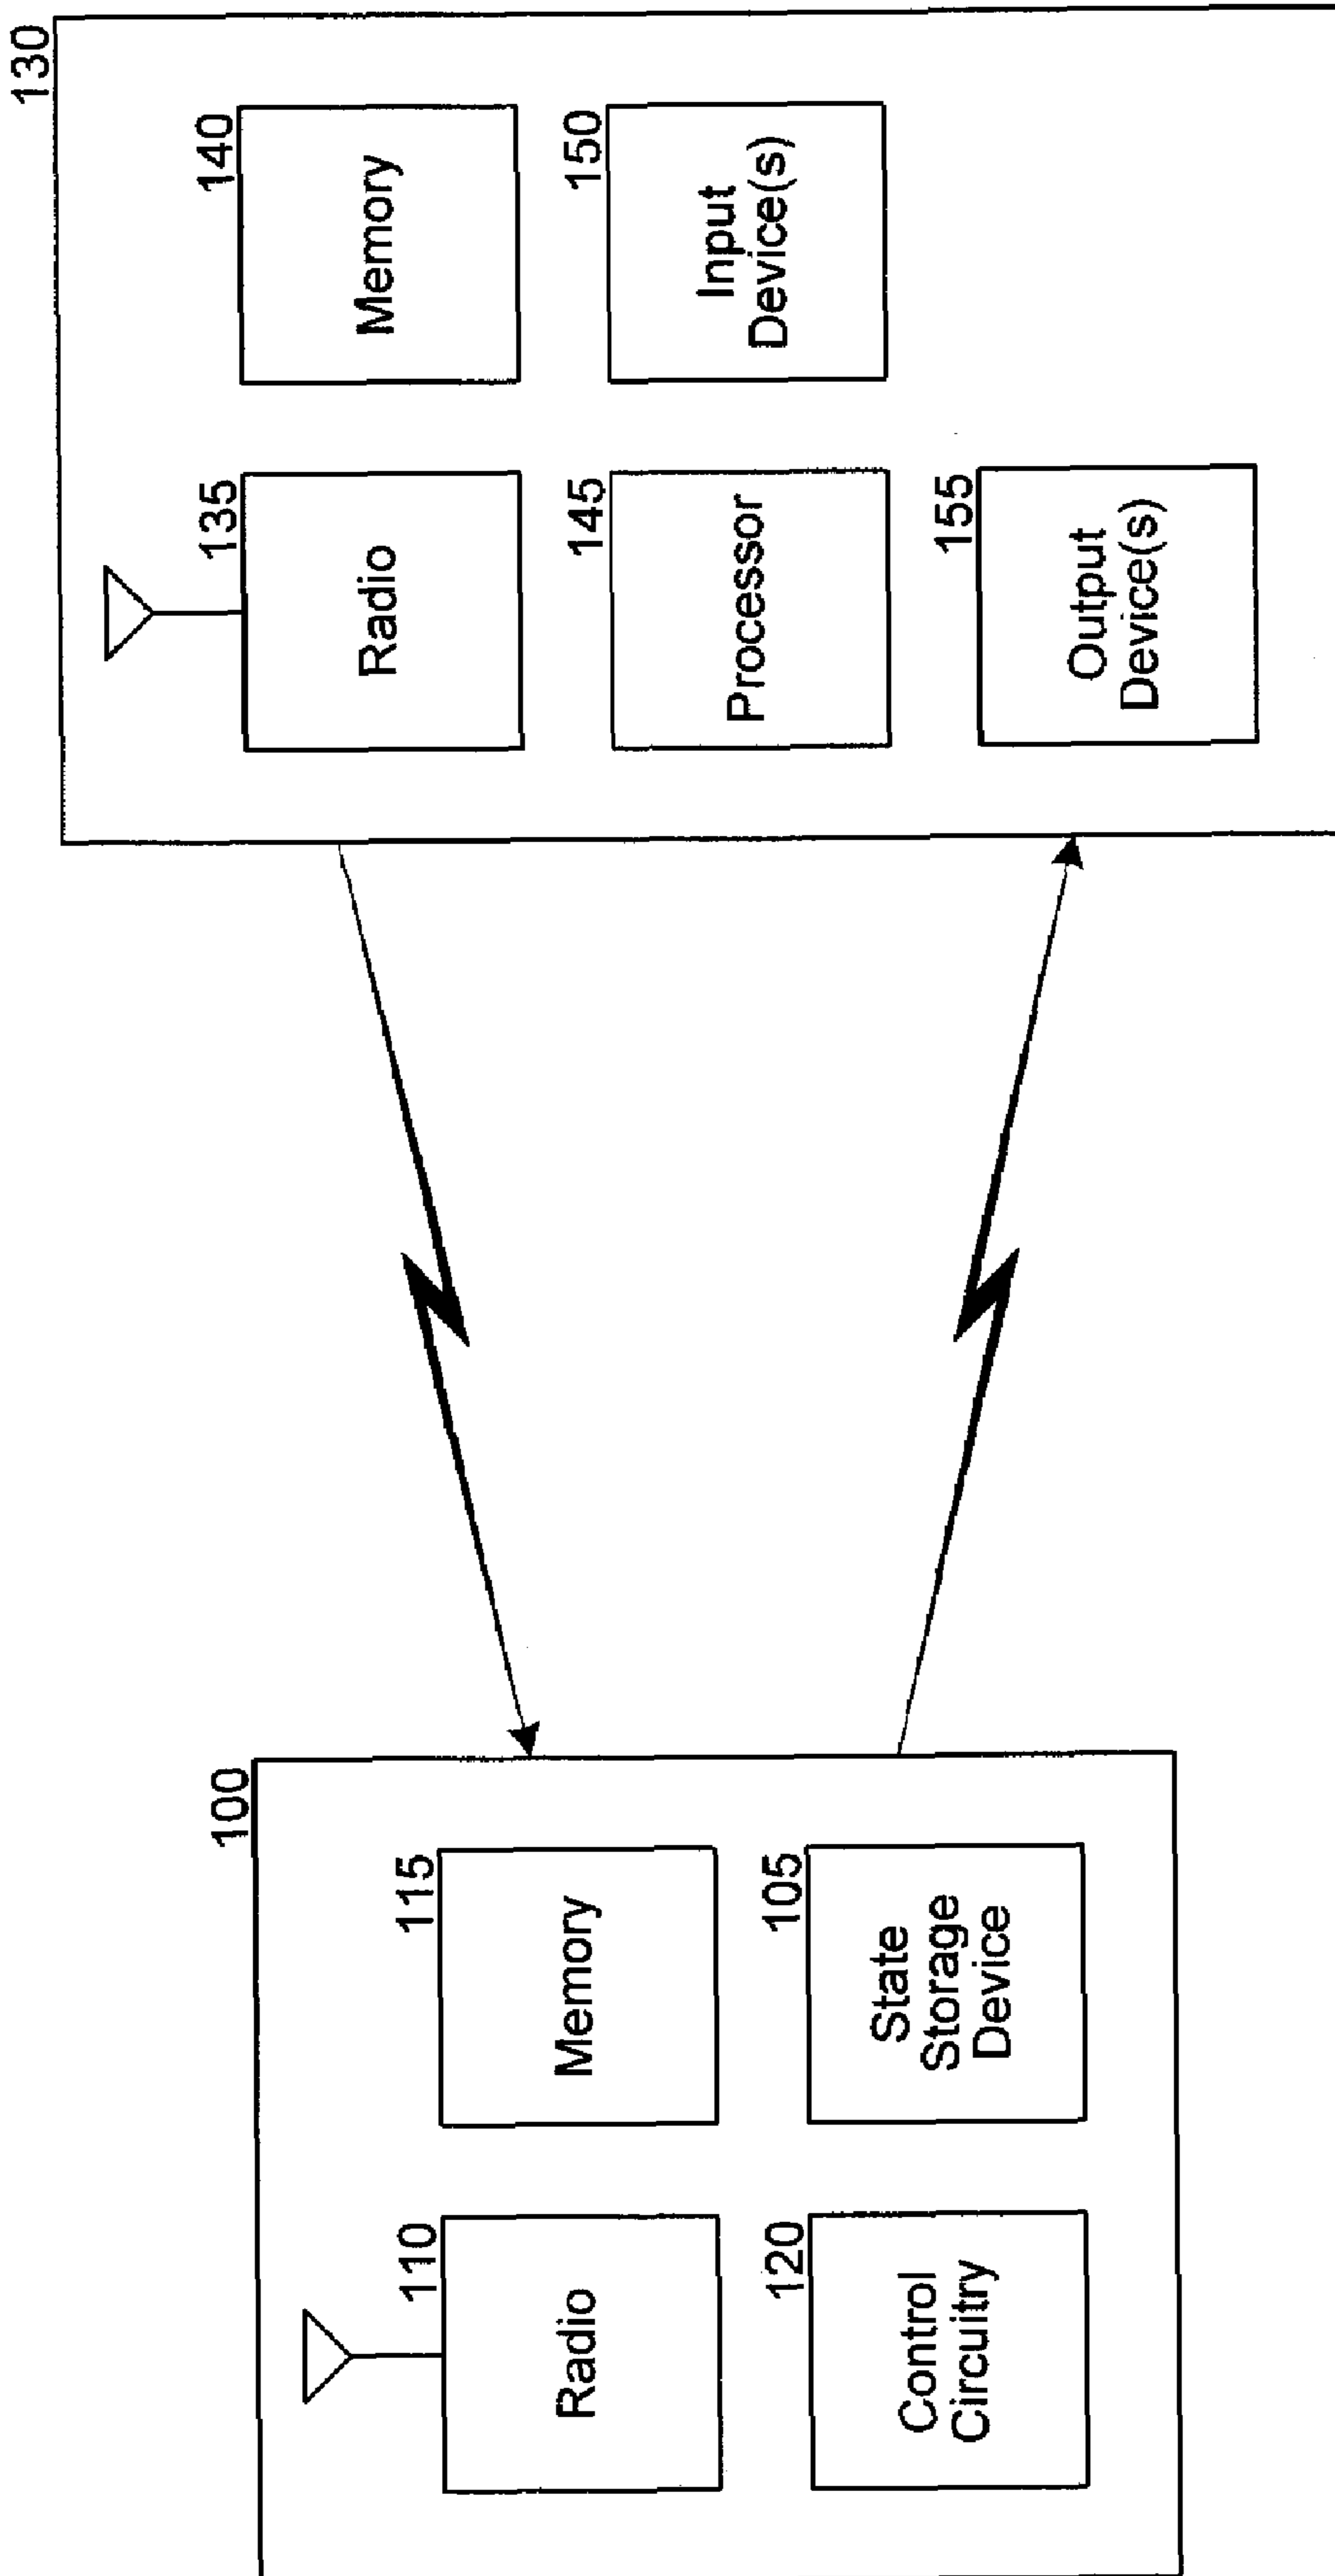 130
135
Radio
140
Memory
145
Processor
150
Input
Device(s)
155
Output
Device(s)
100
110
Radio
115
Memory
120
Control
Circuitry
105
State
Storage
Device